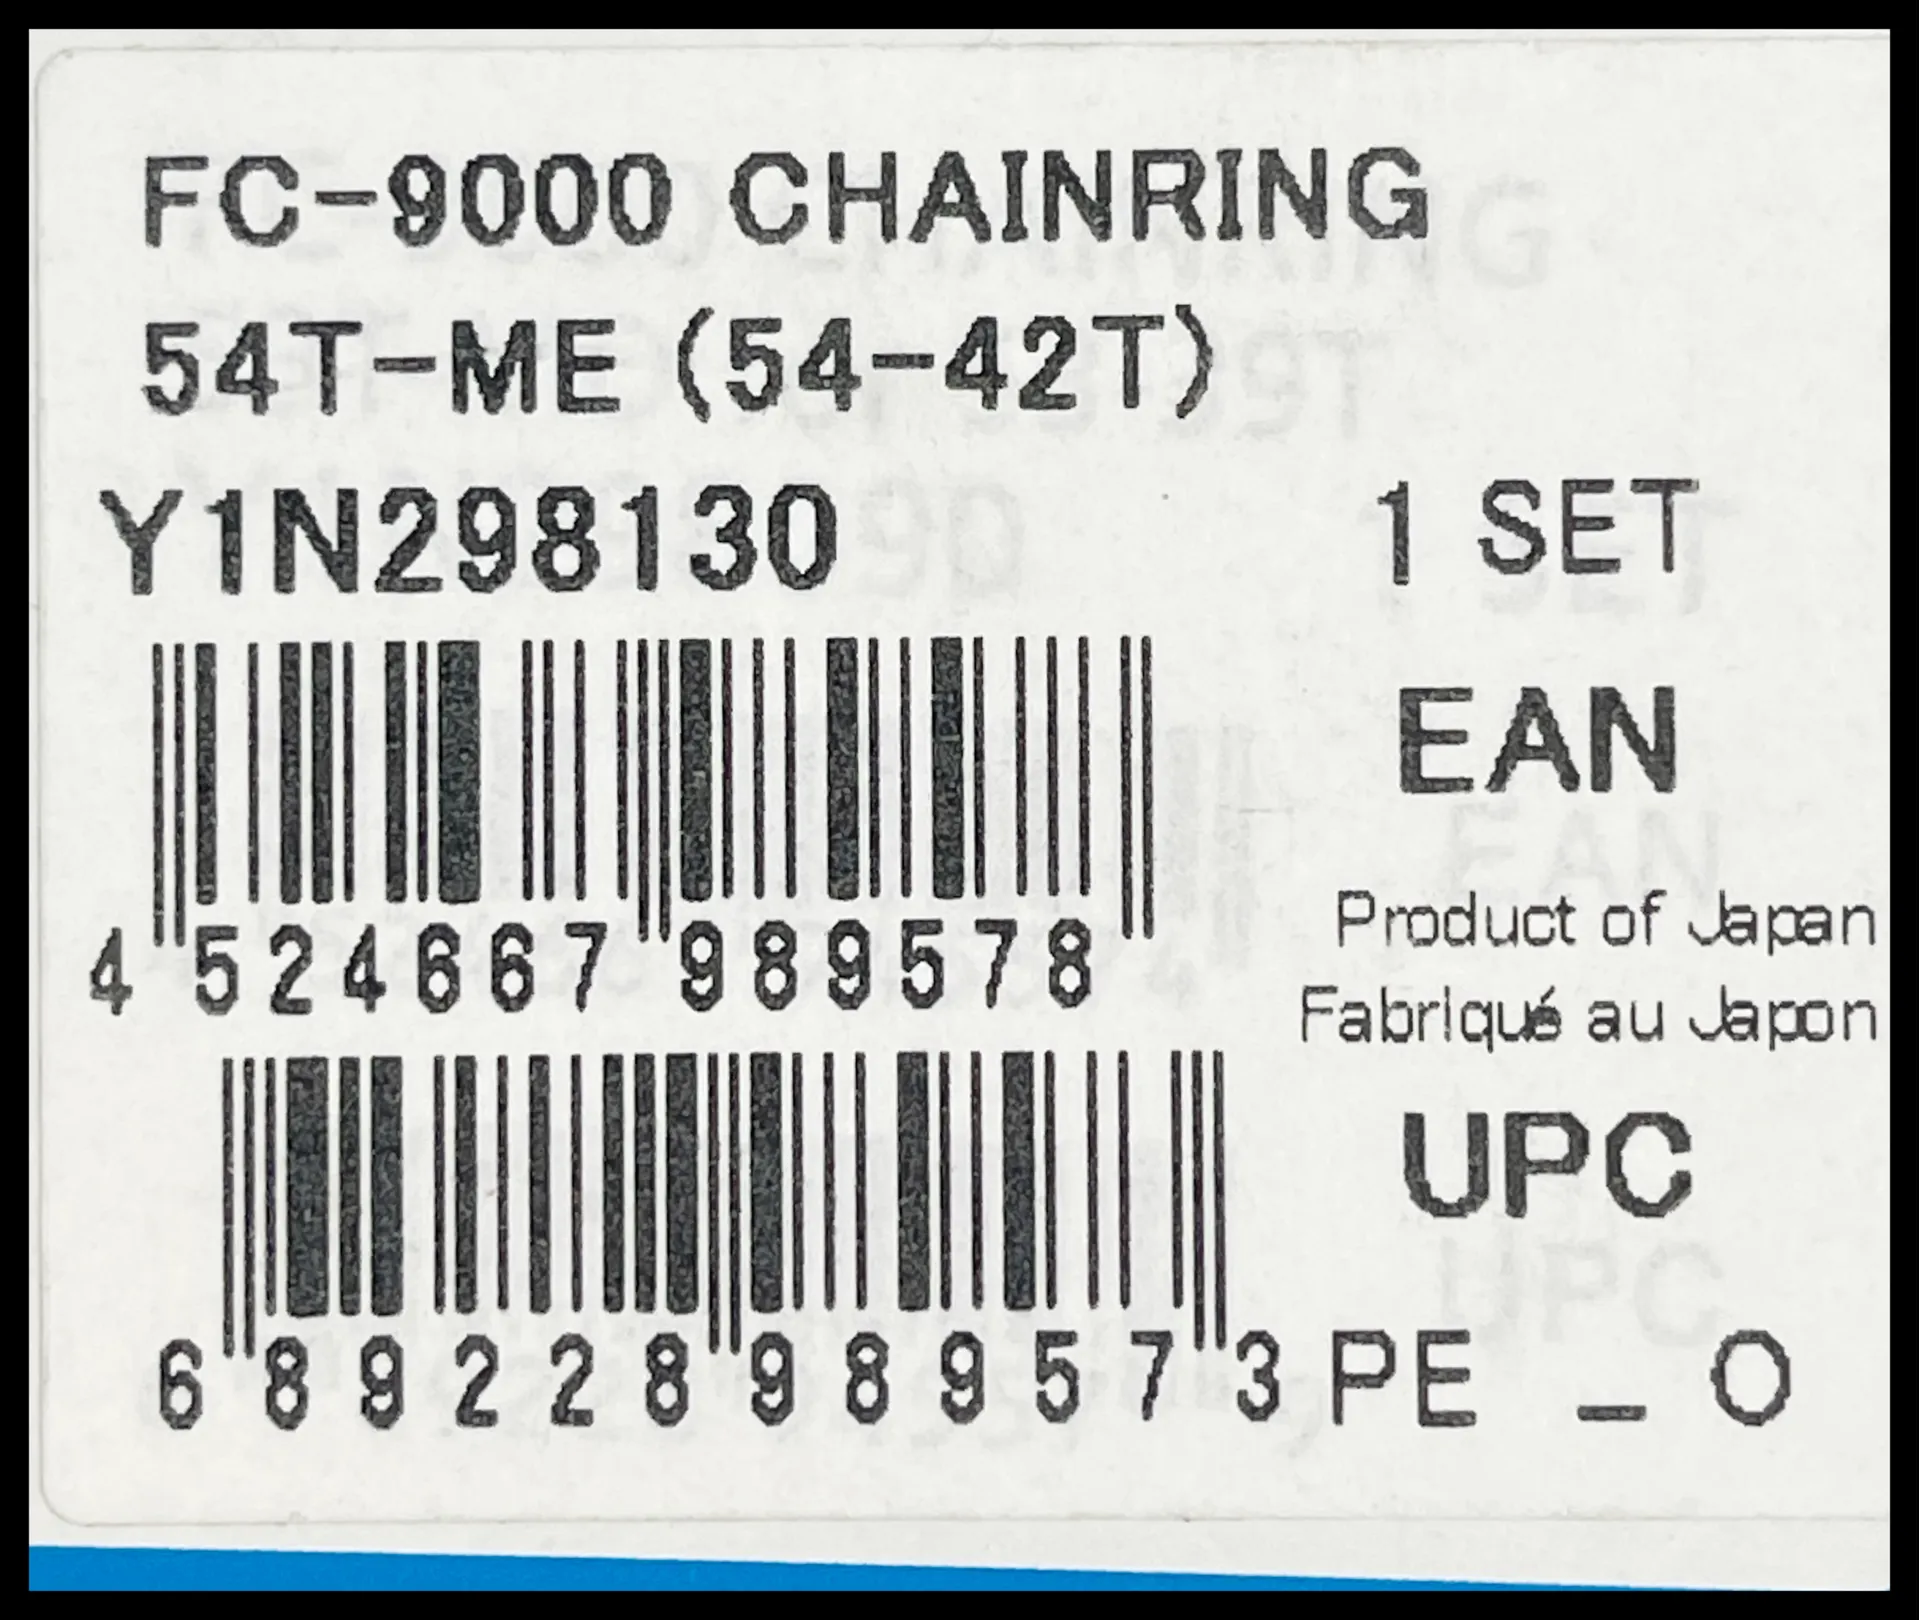 FC-9000 CHAINRING
54T-ME (54-42T)
Y1N298130 1 SET
EAN
4 524667 989578
Product of Japan
Fabriqué au Japon
UPC
6 89228 98957 3 PE _ O